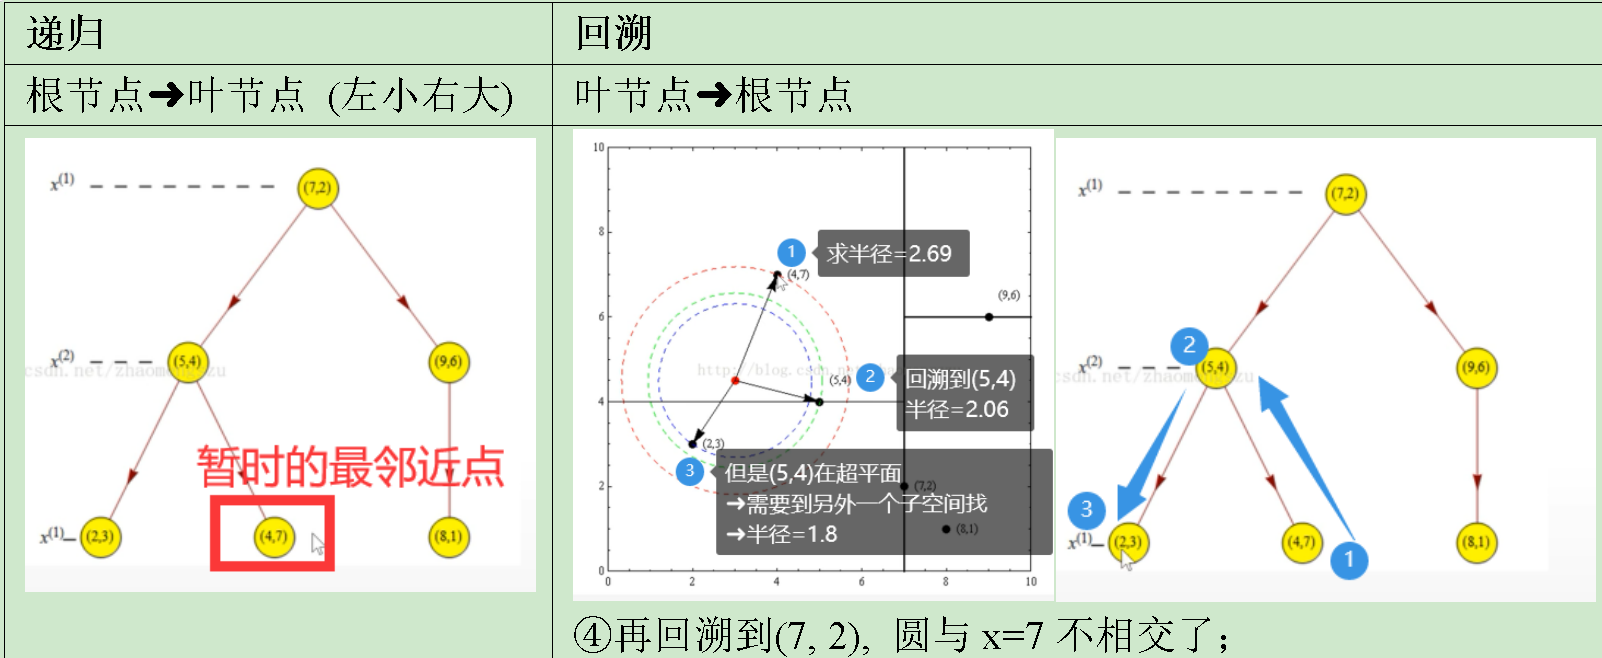 递归
回溯
根节点➔叶节点 (左小右大)
叶节点➔根节点
x(1)
(7,2)
x(2)
(5,4)
(9,6)
暂时的最邻近点
x(1)
(2,3)
(4,7)
(8,1)
10
8
6
4
2
0
0
2
4
6
8
10
1
求半径=2.69
(4,7)
(9,6)
http://blog.csdn.net
(5,4)
2
回溯到(5,4)
半径=2.06
(2,3)
3
但是(5,4)在超平面
➔需要到另外一个子空间找
➔半径=1.8
(7,2)
(8,1)
x(1)
(7,2)
2
x(2)
(5,4)
(9,6)
3
x(1)
(2,3)
(4,7)
1
(8,1)
④再回溯到(7, 2), 圆与 x=7 不相交了;